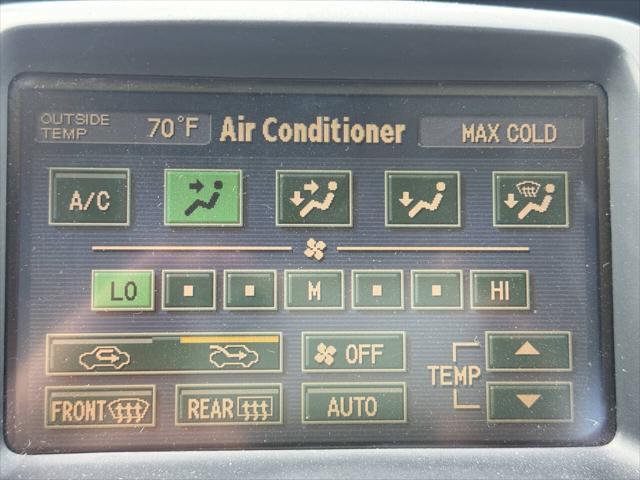 OUTSIDE
TEMP
70°F
Air Conditioner
MAX COLD
A/C
LO
M
HI
OFF
TEMP
FRONT
REAR
AUTO